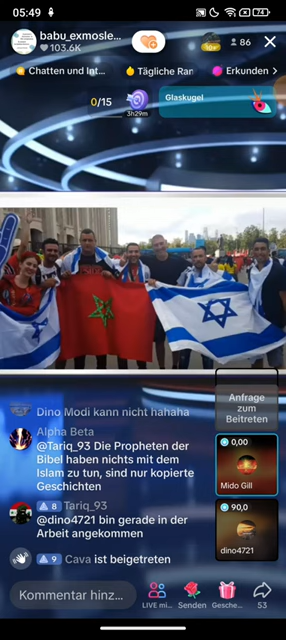 05:49
74
babu_exmosle...
103.6K
86
Chatten und Int...
Tägliche Ran
Erkunden
0/15
3h29m
Glaskugel
Anfrage
zum
Beitreten
Dino Modi kann nicht hahaha
Alpha Beta
@Tariq_93 Die Propheten der
Bibel haben nichts mit dem
Islam zu tun, sind nur kopierte
Geschichten
8 Tariq_93
@dino4721 bin gerade in der
Arbeit angekommen
9 Cava ist beigetreten
0,00
Mido Gill
90,0
dino4721
Kommentar hinz...
LIVE mi...
Senden
Gesche...
53